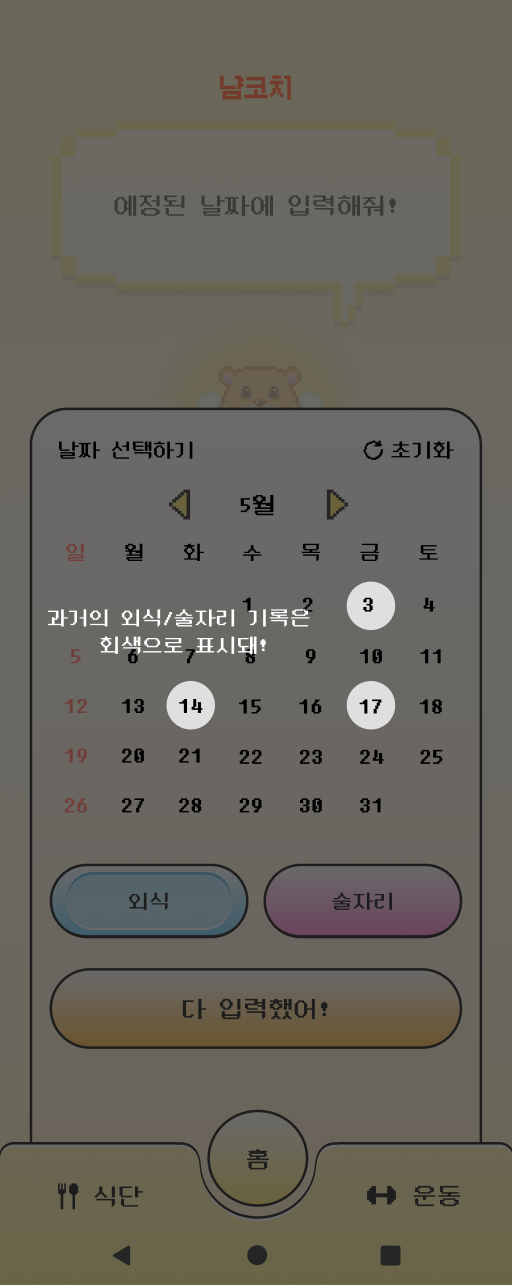 냠코치
예정된 날짜에 입력해줘!
날짜 선택하기
초기화
5월
일 월 화 수 목 금 토
1 2 3 4
과거의 외식/술자리 기록은
회색으로 표시돼!
5 6 7 8 9 10 11
12 13 14 15 16 17 18
19 20 21 22 23 24 25
26 27 28 29 30 31
외식 술자리
다 입력했어!
홈
식단 운동